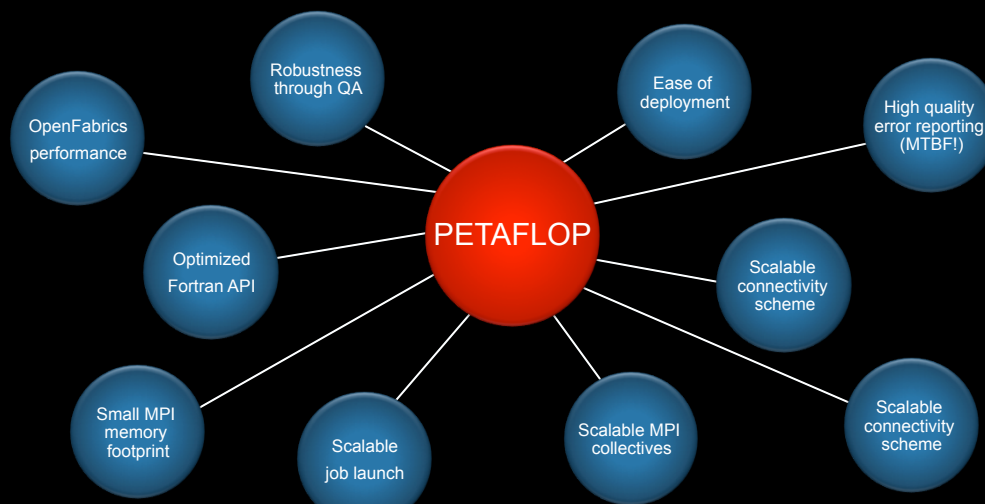 Robustness
through QA
Ease of
deployment
OpenFabrics
performance
High quality
error reporting
(MTBF!)
PETAFLOP
Optimized
Fortran API
Scalable
connectivity
scheme
Small MPI
memory
footprint
Scalable
job launch
Scalable MPI
collectives
Scalable
connectivity
scheme